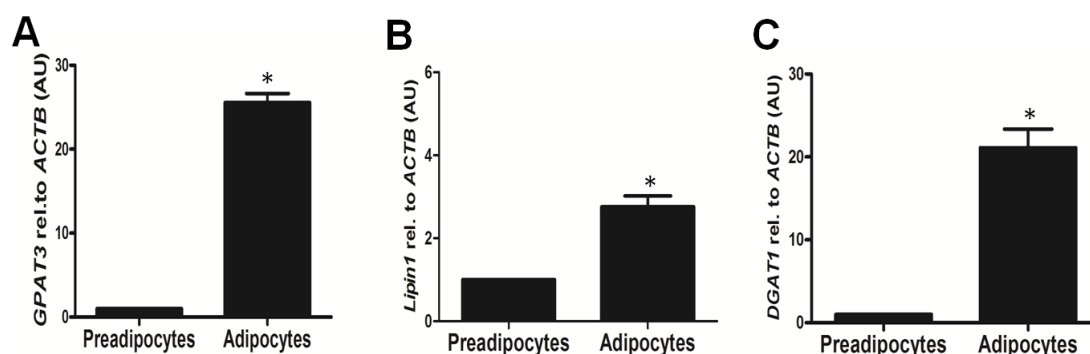 A
GPAT3 rel.to ACTB (AU)
30
20
10
0
*
Preadipocytes Adipocytes
B
Lipin1 rel. to ACTB (AU)
6
4
2
0
*
Preadipocytes Adipocytes
C
DGAT1 rel. to ACTB (AU)
30
20
10
0
*
Preadipocytes Adipocytes